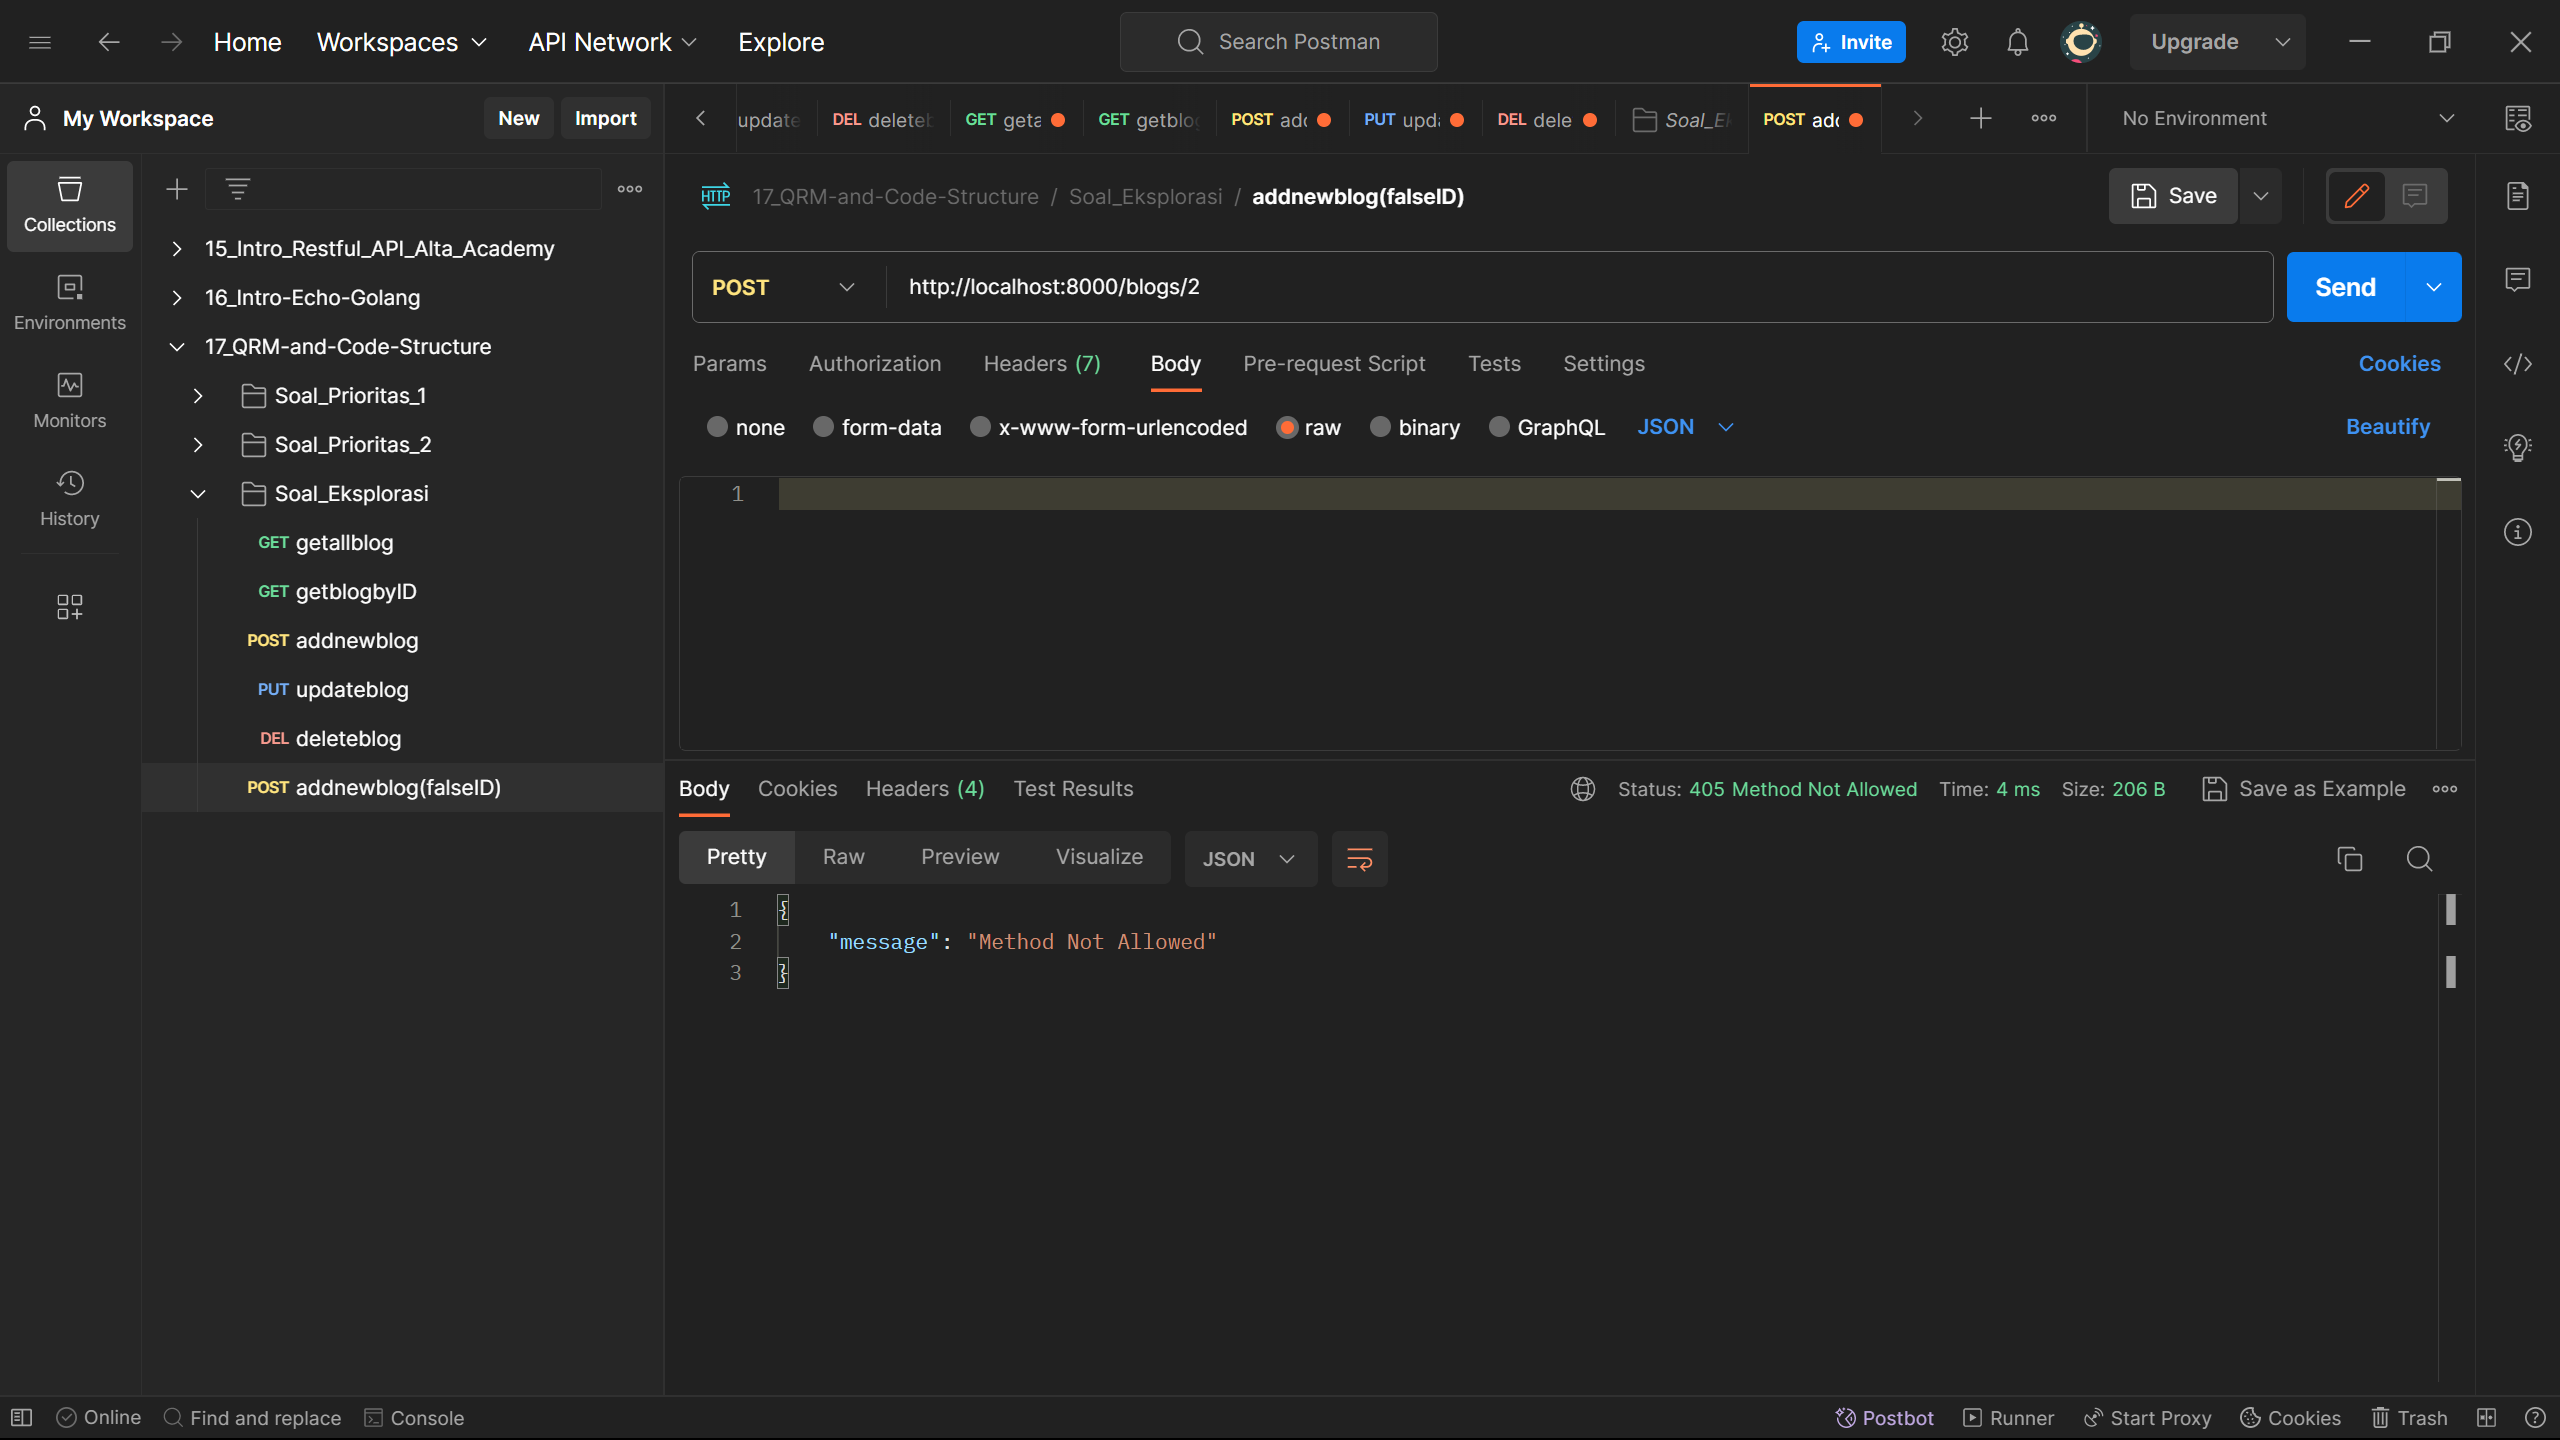 Home Workspaces API Network Explore Search Postman Invite Upgrade
My Workspace New Import
update DEL deleteb GET geta GET getblog POST add PUT upda DEL dele Soal_Ek POST add No Environment
Collections
Environments
Monitors
History
15_Intro_Restful_API_Alta_Academy
16_Intro-Echo-Golang
17_QRM-and-Code-Structure
Soal_Prioritas_1
Soal_Prioritas_2
Soal_Eksplorasi
GET getallblog
GET getblogbyID
POST addnewblog
PUT updateblog
DEL deleteblog
POST addnewblog(falseID)
HTTP 17_QRM-and-Code-Structure / Soal_Eksplorasi / addnewblog(falseID) Save
POST http://localhost:8000/blogs/2 Send
Params Authorization Headers (7) Body Pre-request Script Tests Settings Cookies
none form-data x-www-form-urlencoded raw binary GraphQL JSON Beautify
1
Body Cookies Headers (4) Test Results Status: 405 Method Not Allowed Time: 4 ms Size: 206 B Save as Example
Pretty Raw Preview Visualize JSON
1 {
2 "message": "Method Not Allowed"
3 }
Online Find and replace Console Postbot Runner Start Proxy Cookies Trash